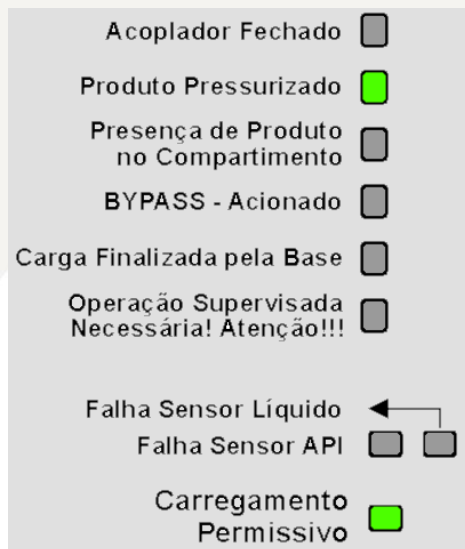 Acoplador Fechado
Produto Pressurizado
Presença de Produto
no Compartimento
BYPASS - Acionado
Carga Finalizada pela Base
Operação Supervisada
Necessária! Atenção!!!
Falha Sensor Líquido
Falha Sensor API
Carregamento
Permissivo